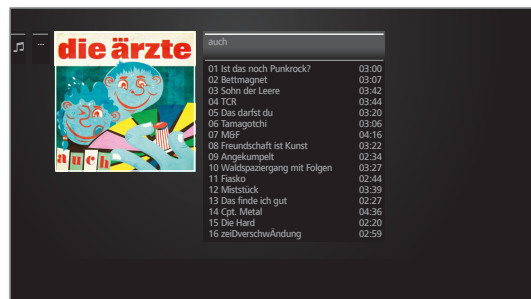 ...
die ärzte
auch
auch
01 Ist das noch Punkrock? 03:00
02 Bettmagnet 03:07
03 Sohn der Leere 03:42
04 TCR 03:44
05 Das darfst du 03:20
06 Tamagotchi 03:06
07 M&F 04:16
08 Freundschaft ist Kunst 03:22
09 Angekumpelt 02:34
10 Waldspaziergang mit Folgen 03:27
11 Fiasko 02:44
12 Miststück 03:39
13 Das finde ich gut 02:27
14 Cpt. Metal 04:36
15 Die Hard 02:20
16 zeiDverschwÄndung 02:59